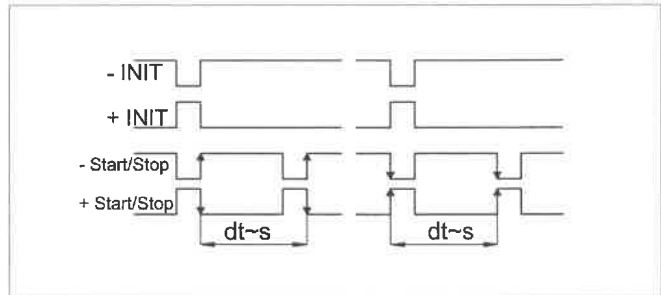 - INIT
+ INIT
- Start/Stop
+ Start/Stop
dt~s dt~s